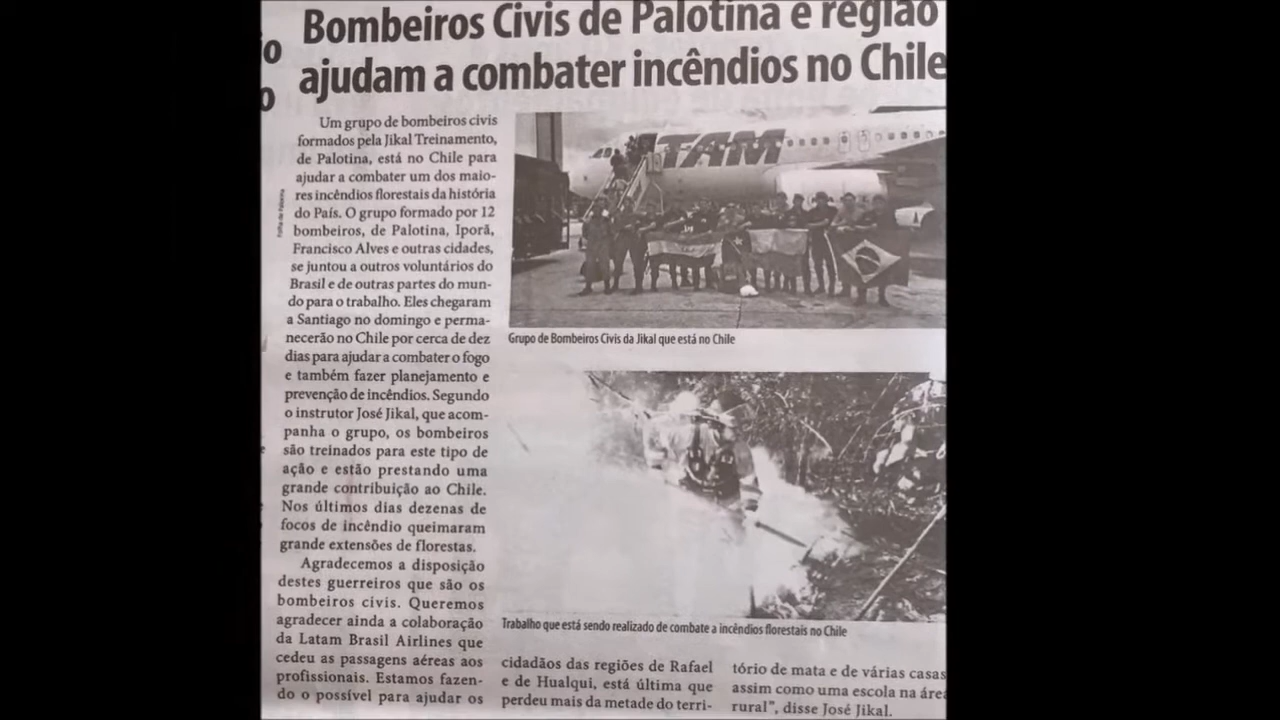 Bombeiros Civis de Palotina e região
ajudam a combater incêndios no Chile
Um grupo de bombeiros civis
formados pela Jikal Treinamento,
de Palotina, está no Chile para
ajudar a combater um dos maio-
res incêndios florestais da história
do País. O grupo formado por 12
bombeiros, de Palotina, Iporã,
Francisco Alves e outras cidades,
se juntou a outros voluntários do
Brasil e de outras partes do mun-
do para o trabalho. Eles chegaram
a Santiago no domingo e perma-
necerão no Chile por cerca de dez
dias para ajudar a combater o fogo
e também fazer planejamento e
prevenção de incêndios. Segundo
o instrutor José Jikal, que acom-
panha o grupo, os bombeiros
são treinados para este tipo de
ação e estão prestando uma
grande contribuição ao Chile.
Nos últimos dias dezenas de
focos de incêndio queimaram
grande extensões de florestas.
Agradecemos a disposição
destes guerreiros que são os
bombeiros civis. Queremos
agradecer ainda a colaboração
da Latam Brasil Airlines que
cedeu as passagens aéreas aos
profissionais. Estamos fazen-
do o possível para ajudar os
TAM
Grupo de Bombeiros Civis da Jikal que está no Chile
Trabalho que está sendo realizado de combate a incêndios florestais no Chile
cidadãos das regiões de Rafael
e de Hualqui, está última que
perdeu mais da metade do terri-
tório de mata e de várias casas
assim como uma escola na área
rural", disse José Jikal.